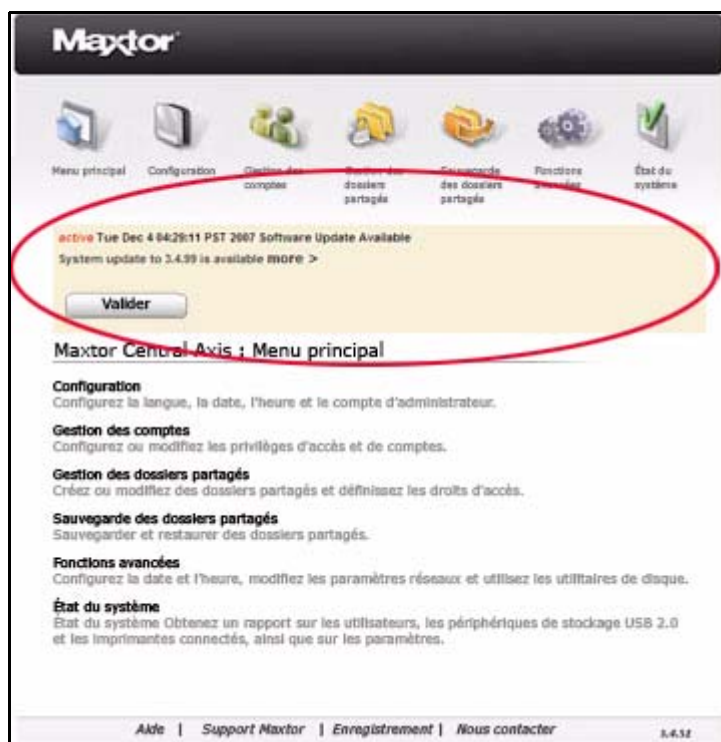 Maxtor
Menu principal
Configuration
Gestion des
comptes
Gestion des
dossiers
partagés
Sauvegarde
des dossiers
partagés
Fonctions
avancées
État du
système
active Tue Dec 4 04:29:11 PST 2007 Software Update Available
System update to 3.4.99 is available more >
Valider
Maxtor Central Axis : Menu principal
Configuration
Configurez la langue, la date, l'heure et le compte d'administrateur.
Gestion des comptes
Configurez ou modifiez les privilèges d'accès et de comptes.
Gestion des dossiers partagés
Créez ou modifiez des dossiers partagés et définissez les droits d'accès.
Sauvegarde des dossiers partagés
Sauvegarder et restaurer des dossiers partagés.
Fonctions avancées
Configurez la date et l'heure, modifiez les paramètres réseaux et utilisez les utilitaires de disque.
État du système
État du système Obtenez un rapport sur les utilisateurs, les périphériques de stockage USB 2.0
et les imprimantes connectés, ainsi que sur les paramètres.
Aide | Support Maxtor | Enregistrement | Nous contacter
3.4.52